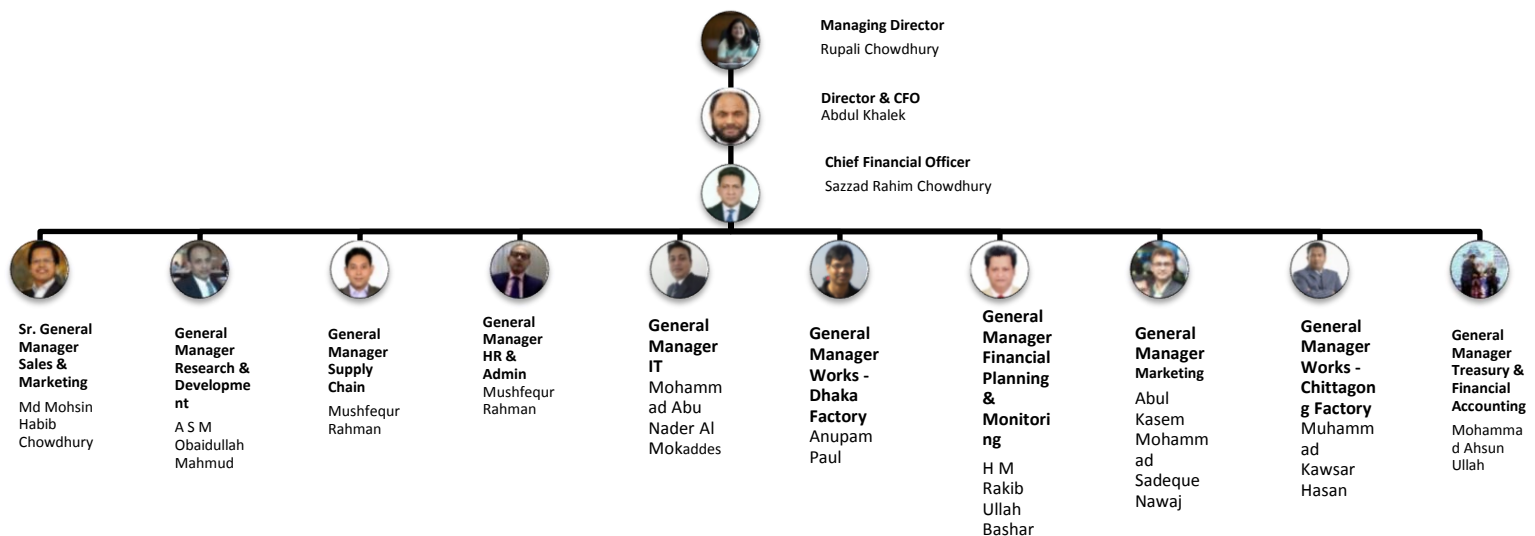 Managing Director
Rupali Chowdhury
Director & CFO
Abdul Khalek
Chief Financial Officer
Sazzad Rahim Chowdhury
Sr. General
Manager
Sales &
Marketing
Md Mohsin
Habib
Chowdhury
General
Manager
Research &
Developme
nt
A S M
Obaidullah
Mahmud
General
Manager
Supply
Chain
Mushfequr
Rahman
General
Manager
HR &
Admin
Mushfequr
Rahman
General
Manager
IT
Mohamm
ad Abu
Nader Al
Mokaddes
General
Manager
Works -
Dhaka
Factory
Anupam
Paul
General
Manager
Financial
Planning
&
Monitori
ng
H M
Rakib
Ullah
Bashar
General
Manager
Marketing
Abul
Kasem
Mohamm
ad
Sadeque
Nawaj
General
Manager
Works -
Chittagon
g Factory
Muhamm
ad
Kawsar
Hasan
General
Manager
Treasury &
Financial
Accounting
Mohamma
d Ahsun
Ullah